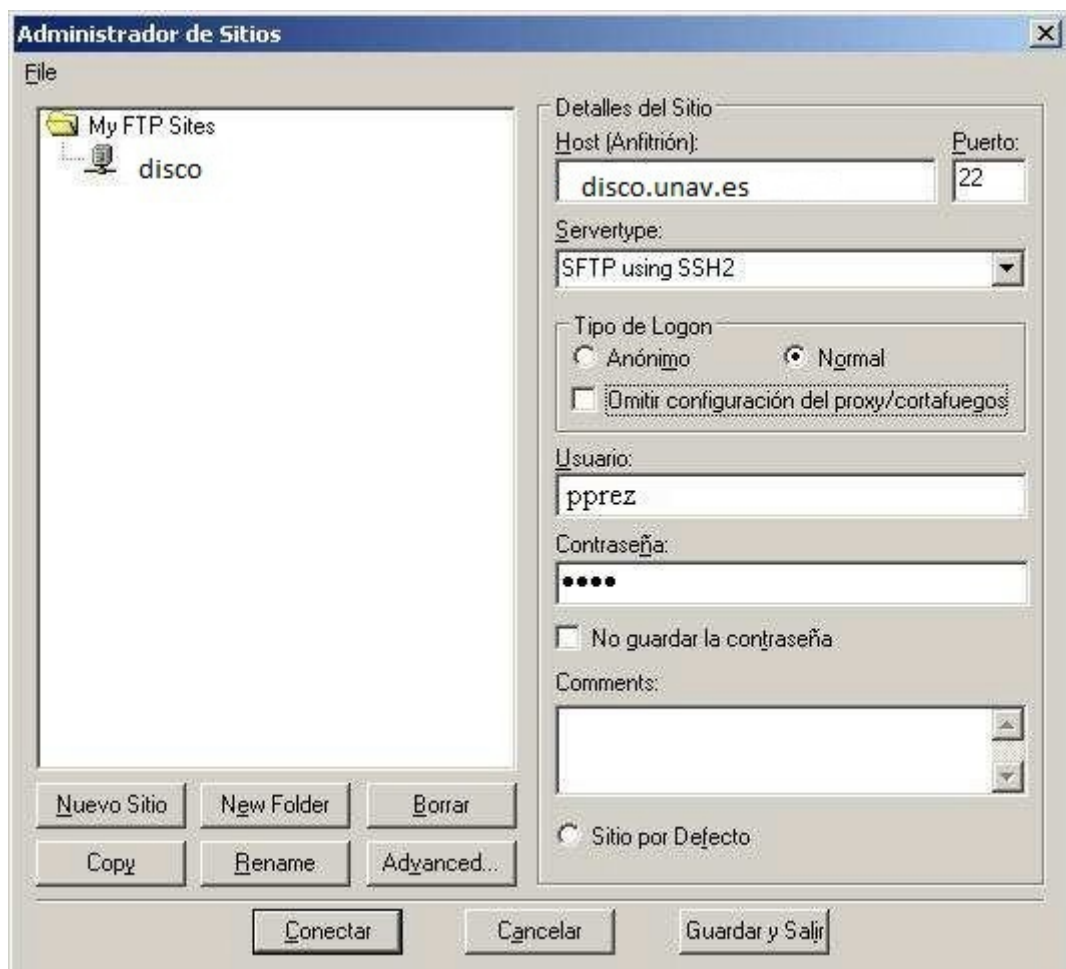 Administrador de Sitios
File
My FTP Sites
disco
Detalles del Sitio
Host (Anfitrión): Puerto:
disco.unav.es 22
Servertype:
SFTP using SSH2
Tipo de Logon
Anónimo Normal
Omitir configuración del proxy/cortafuegos
Usuario:
pprez
Contraseña:
••••
No guardar la contraseña
Comments:
Sitio por Defecto
Nuevo Sitio New Folder Borrar
Copy Rename Advanced...
Conectar Cancelar Guardar y Salir